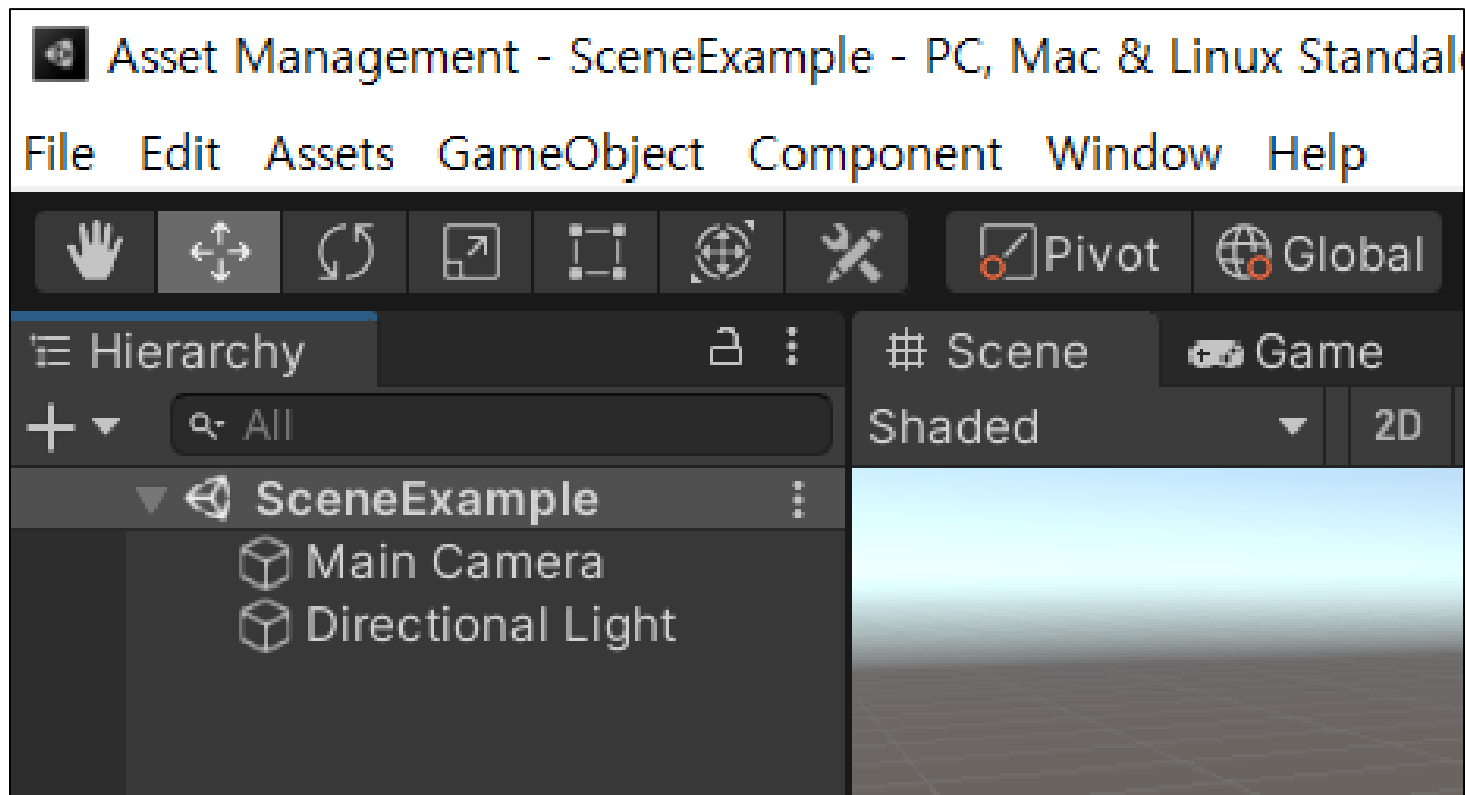 Asset Management - SceneExample - PC, Mac & Linux Standal
File Edit Assets GameObject Component Window Help
Pivot Global
Hierarchy
Scene Game
All
Shaded 2D
SceneExample
Main Camera
Directional Light